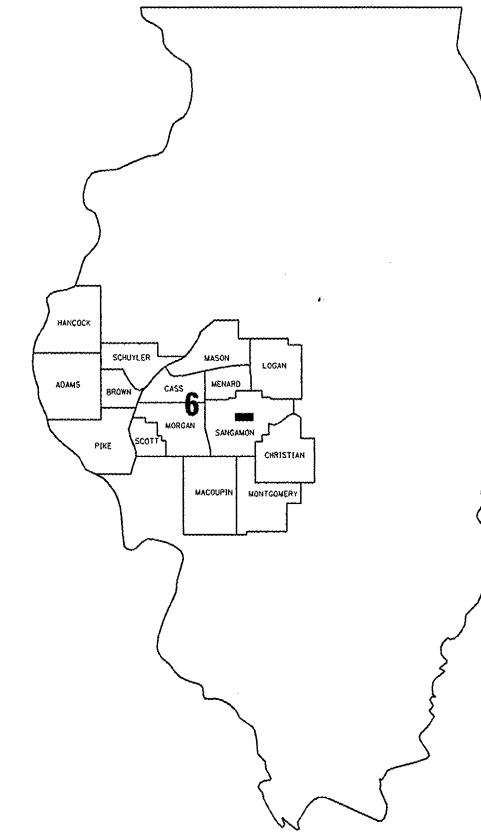 HANCOCK
SCHUYLER
MASON
LOGAN
ADAMS
BROWN
CASS
MENARD
6
MORGAN
SANGAMON
PIKE
SCOTT
CHRISTIAN
MACOUPIN
MONTGOMERY